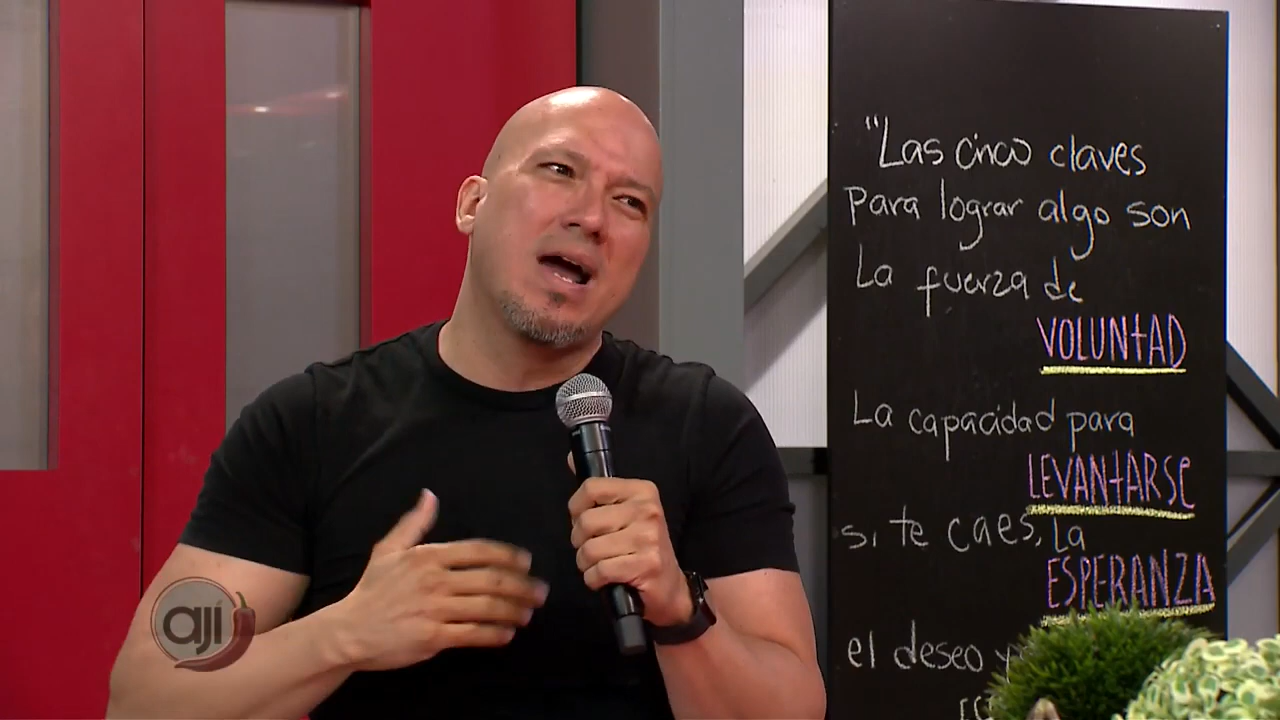 "Las cinco claves
Para lograr algo son
La fuerza de
VOLUNTAD
La capacidad para
LEVANTARSE
si te caes, La
ESPERANZA
el deseo y
ají